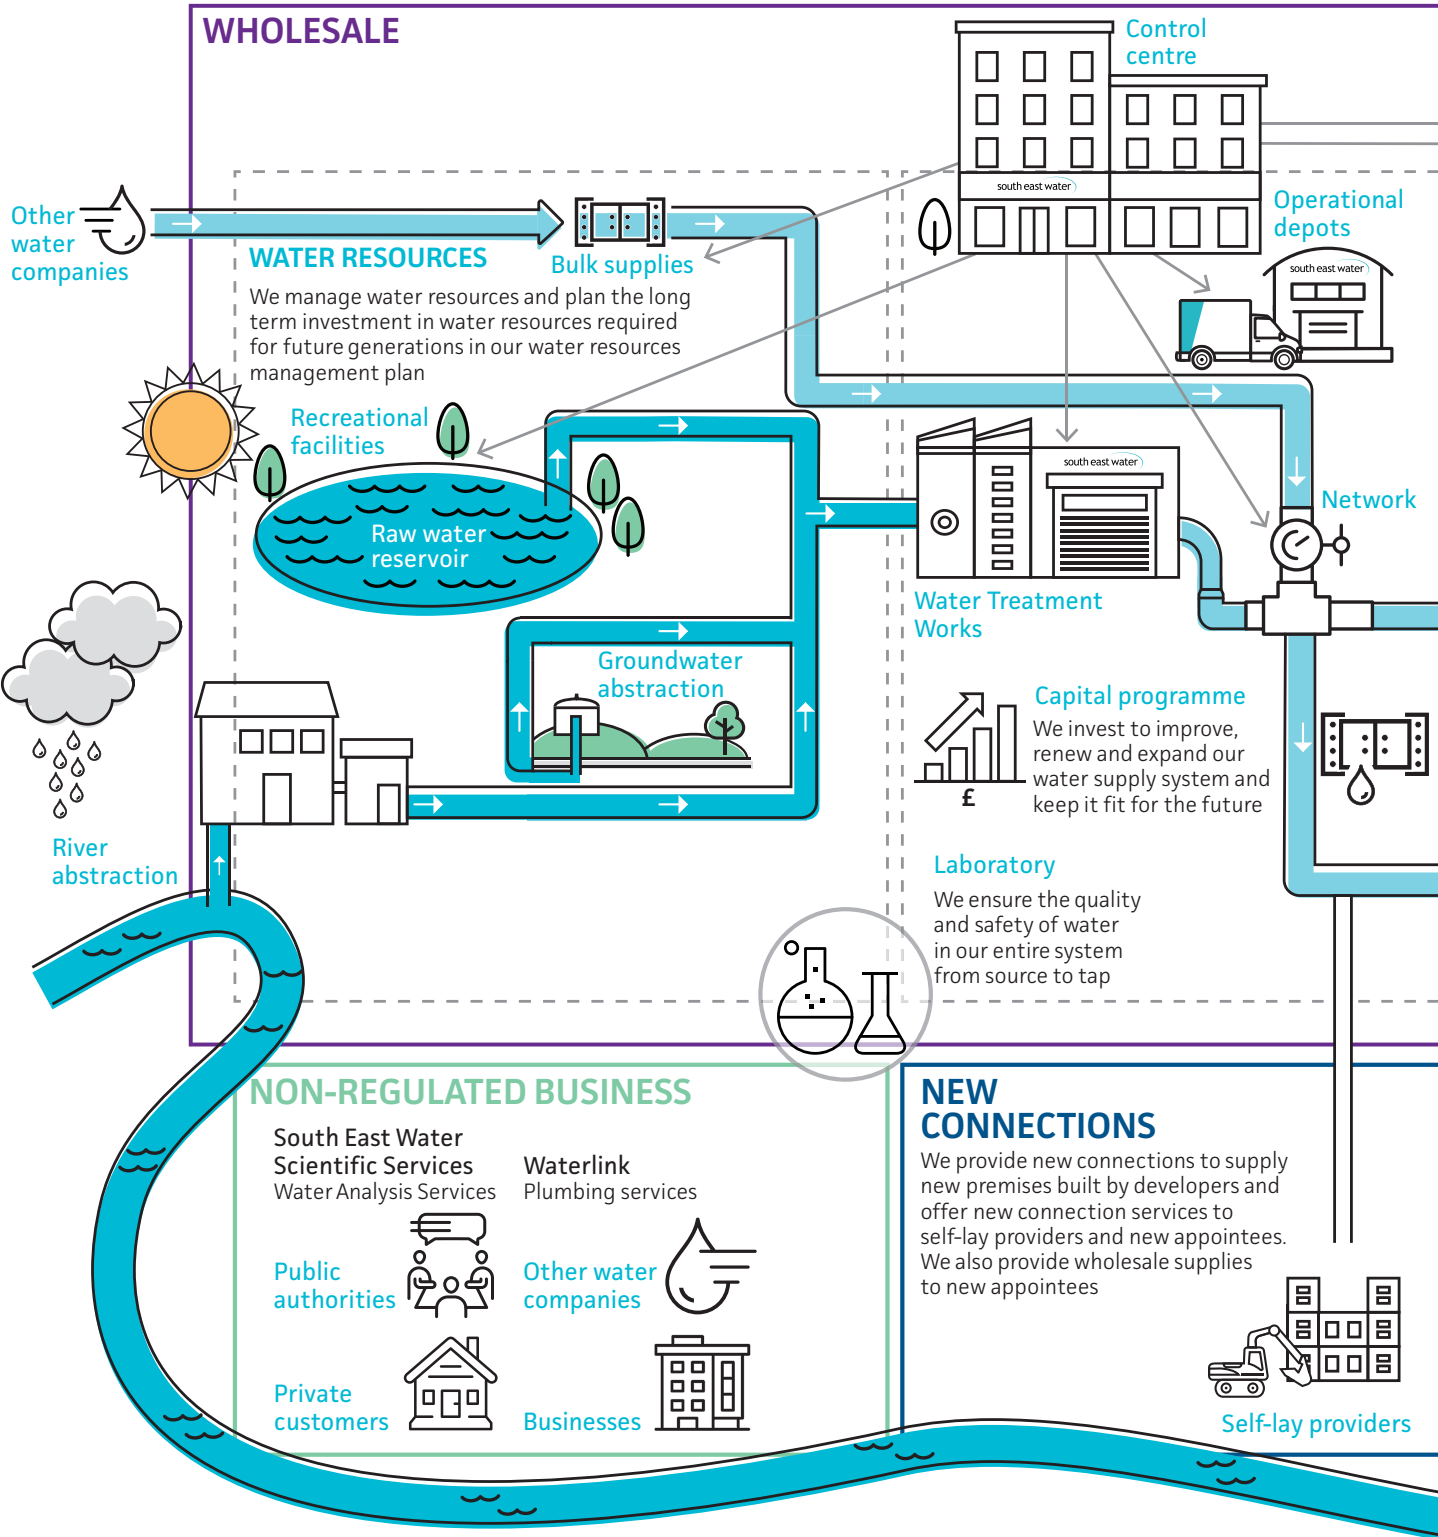 WHOLESALE
Control
centre
south east water
Other
water
companies
WATER RESOURCES
We manage water resources and plan the long
term investment in water resources required
for future generations in our water resources
management plan
Bulk supplies
Operational
depots
south east water
Recreational
facilities
Raw water
reservoir
south east water
Network
Water Treatment
Works
Groundwater
abstraction
River
abstraction
£
Capital programme
We invest to improve,
renew and expand our
water supply system and
keep it fit for the future
Laboratory
We ensure the quality
and safety of water
in our entire system
from source to tap
NON-REGULATED BUSINESS
South East Water
Scientific Services
Water Analysis Services
Waterlink
Plumbing services
Public
authorities
Other water
companies
Private
customers
Businesses
NEW
CONNECTIONS
We provide new connections to supply
new premises built by developers and
offer new connection services to
self-lay providers and new appointees.
We also provide wholesale supplies
to new appointees
Self-lay providers